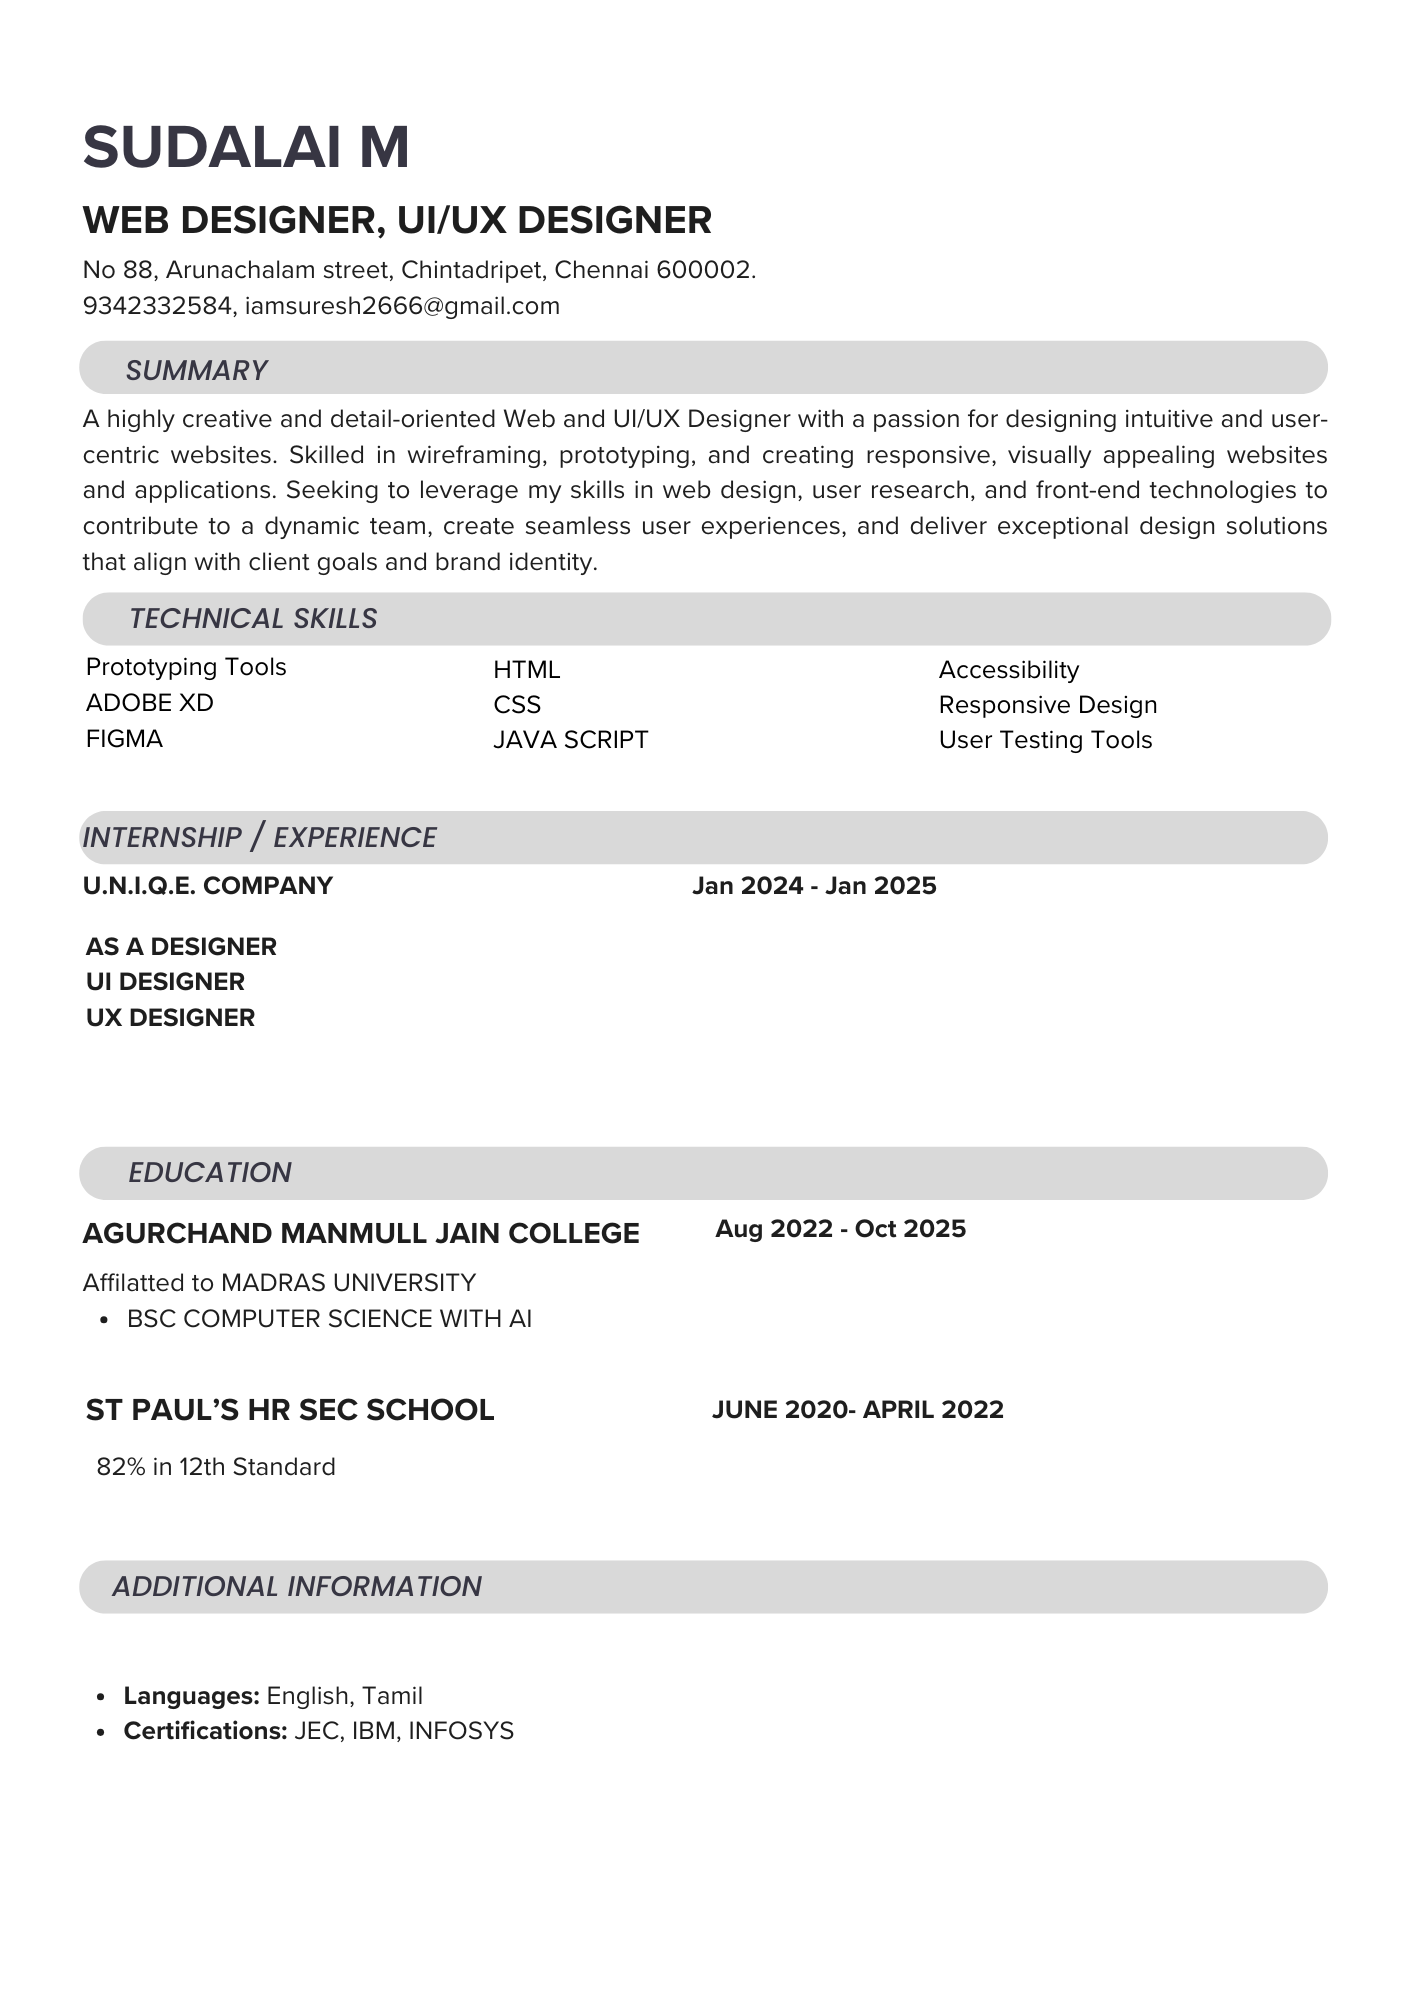 SUDALAI M
WEB DESIGNER, UI/UX DESIGNER
No 88, Arunachalam street, Chintadripet, Chennai 600002.
9342332584, iamsuresh2666@gmail.com
SUMMARY
A highly creative and detail-oriented Web and UI/UX Designer with a passion for designing intuitive and user-
centric websites. Skilled in wireframing, prototyping, and creating responsive, visually appealing websites
and applications. Seeking to leverage my skills in web design, user research, and front-end technologies to
contribute to a dynamic team, create seamless user experiences, and deliver exceptional design solutions
that align with client goals and brand identity.
TECHNICAL SKILLS
Prototyping Tools
ADOBE XD
FIGMA
HTML
CSS
JAVA SCRIPT
Accessibility
Responsive Design
User Testing Tools
INTERNSHIP / EXPERIENCE
U.N.I.Q.E. COMPANY Jan 2024 - Jan 2025
AS A DESIGNER
UI DESIGNER
UX DESIGNER
EDUCATION
AGURCHAND MANMULL JAIN COLLEGE Aug 2022 - Oct 2025
Affilatted to MADRAS UNIVERSITY
• BSC COMPUTER SCIENCE WITH AI
ST PAUL’S HR SEC SCHOOL JUNE 2020- APRIL 2022
82% in 12th Standard
ADDITIONAL INFORMATION
• Languages: English, Tamil
• Certifications: JEC, IBM, INFOSYS